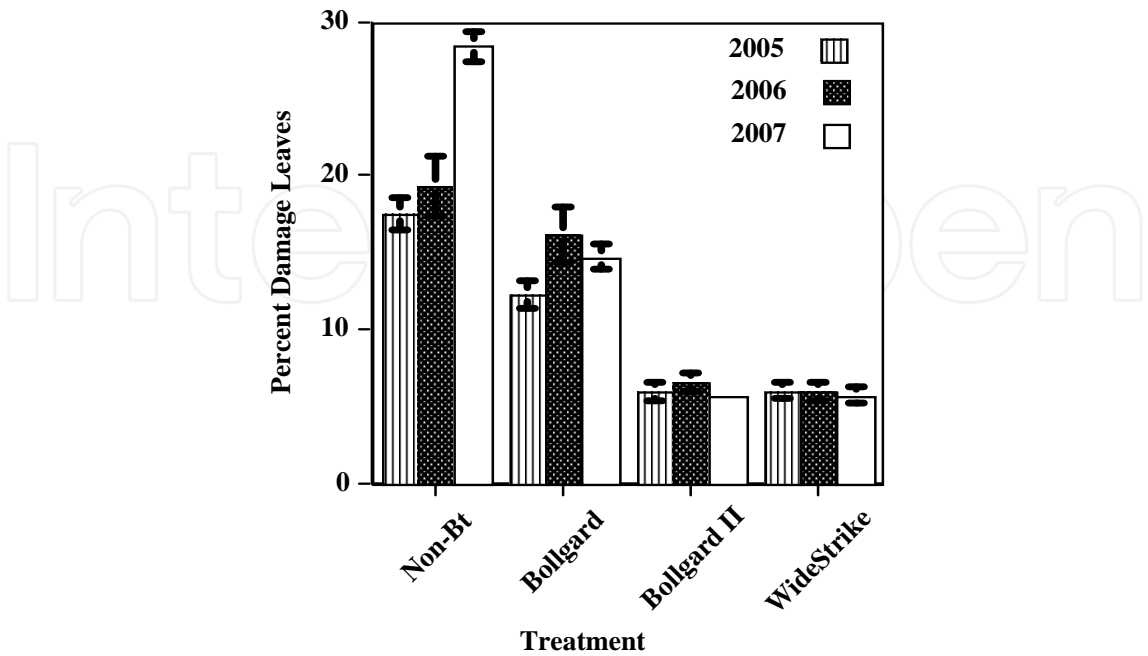 30
20
10
0
Percent Damage Leaves
2005
2006
2007
Non-Bt
Bollgard
Bollgard II
WideStrike
Treatment